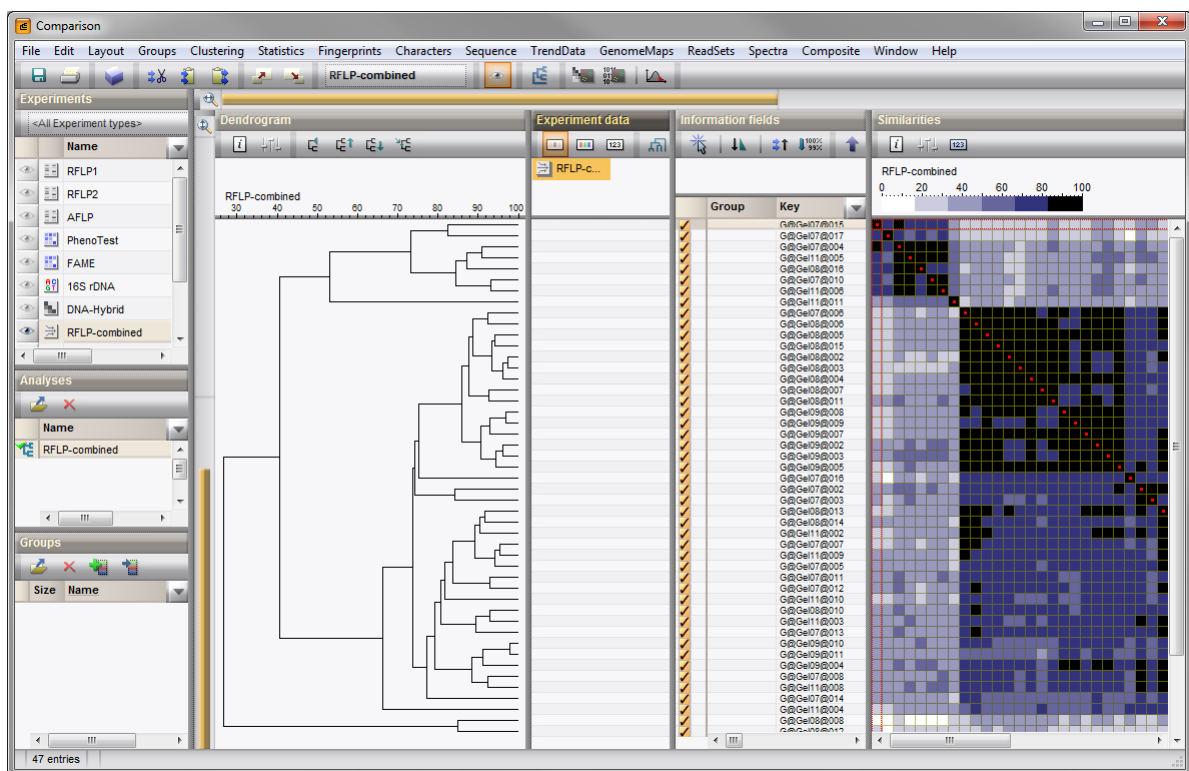 Comparison
File Edit Layout Groups Clustering Statistics Fingerprints Characters Sequence TrendData GenomeMaps ReadSets Spectra Composite Window Help
RFLP-combined
Experiments
<All Experiment types>
Name
RFLP1
RFLP2
AFLP
PhenoTest
FAME
16S rDNA
DNA-Hybrid
RFLP-combined
Analyses
Name
RFLP-combined
Groups
Size Name
47 entries
Dendrogram
RFLP-combined
30 40 50 60 70 80 90 100
Experiment data
RFLP-c...
Information fields
Group Key
G@Gel07@015
G@Gel07@017
G@Gel07@004
G@Gel11@005
G@Gel08@016
G@Gel07@010
G@Gel11@006
G@Gel11@011
G@Gel07@006
G@Gel08@006
G@Gel08@005
G@Gel08@015
G@Gel08@002
G@Gel08@003
G@Gel08@004
G@Gel08@007
G@Gel08@011
G@Gel09@008
G@Gel09@009
G@Gel09@007
G@Gel09@002
G@Gel09@003
G@Gel09@005
G@Gel07@016
G@Gel07@002
G@Gel07@003
G@Gel08@013
G@Gel08@014
G@Gel11@002
G@Gel07@007
G@Gel11@009
G@Gel07@005
G@Gel07@011
G@Gel07@012
G@Gel11@010
G@Gel08@010
G@Gel11@003
G@Gel07@013
G@Gel09@010
G@Gel09@011
G@Gel09@004
G@Gel07@008
G@Gel11@008
G@Gel07@014
G@Gel11@004
G@Gel08@008
G@Gel08@012
Similarities
RFLP-combined
0 20 40 60 80 100